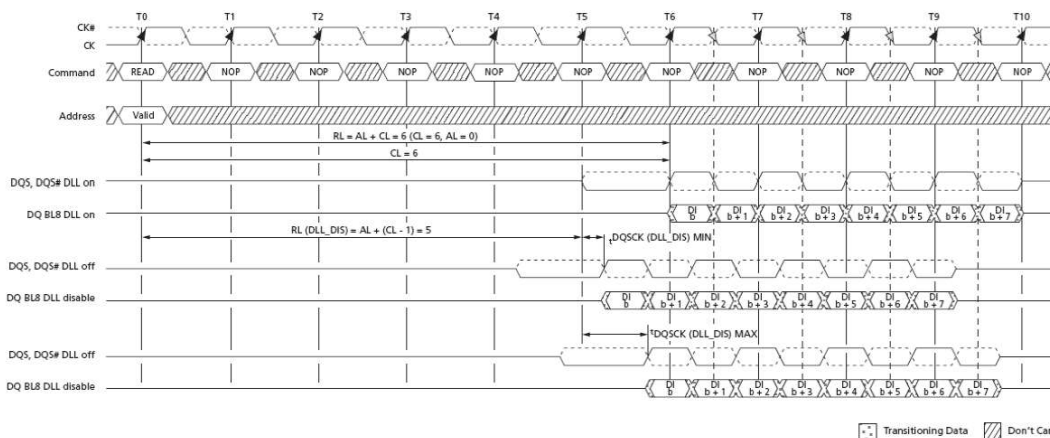 T0 T1 T2 T3 T4 T5 T6 T7 T8 T9 T10
CK#
CK
Command READ NOP NOP NOP NOP NOP NOP NOP NOP NOP NOP
Address Valid
RL = AL + CL = 6 (CL = 6, AL = 0)
CL = 6
DQS, DQS# DLL on
DQ BL8 DLL on DI b DI b + 1 DI b + 2 DI b + 3 DI b + 4 DI b + 5 DI b + 6 DI b + 7
RL (DLL_DIS) = AL + (CL - 1) = 5
tDQSCK (DLL_DIS) MIN
DQS, DQS# DLL off
DQ BL8 DLL disable DI b DI b + 1 DI b + 2 DI b + 3 DI b + 4 DI b + 5 DI b + 6 DI b + 7
tDQSCK (DLL_DIS) MAX
DQS, DQS# DLL off
DQ BL8 DLL disable DI b DI b + 1 DI b + 2 DI b + 3 DI b + 4 DI b + 5 DI b + 6 DI b + 7
Transitioning Data Don't Car